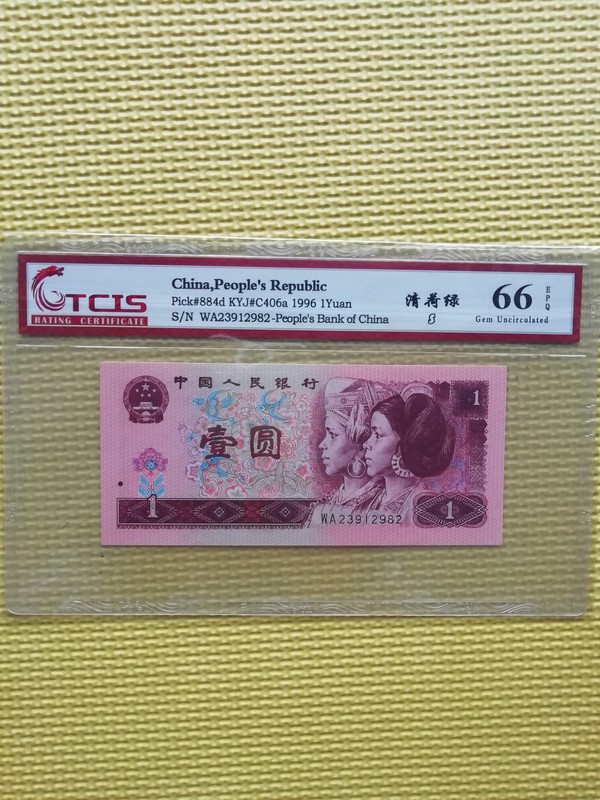 TCIS
RATING CERTIFICATE
China,People's Republic
Pick#884d KYJ#C406a 1996 1Yuan
S/N WA23912982-People's Bank of China
清荷绿
β
66
EPQ
Gem Uncirculated
中国人民银行
1
壹圆
1
WA23912982
1